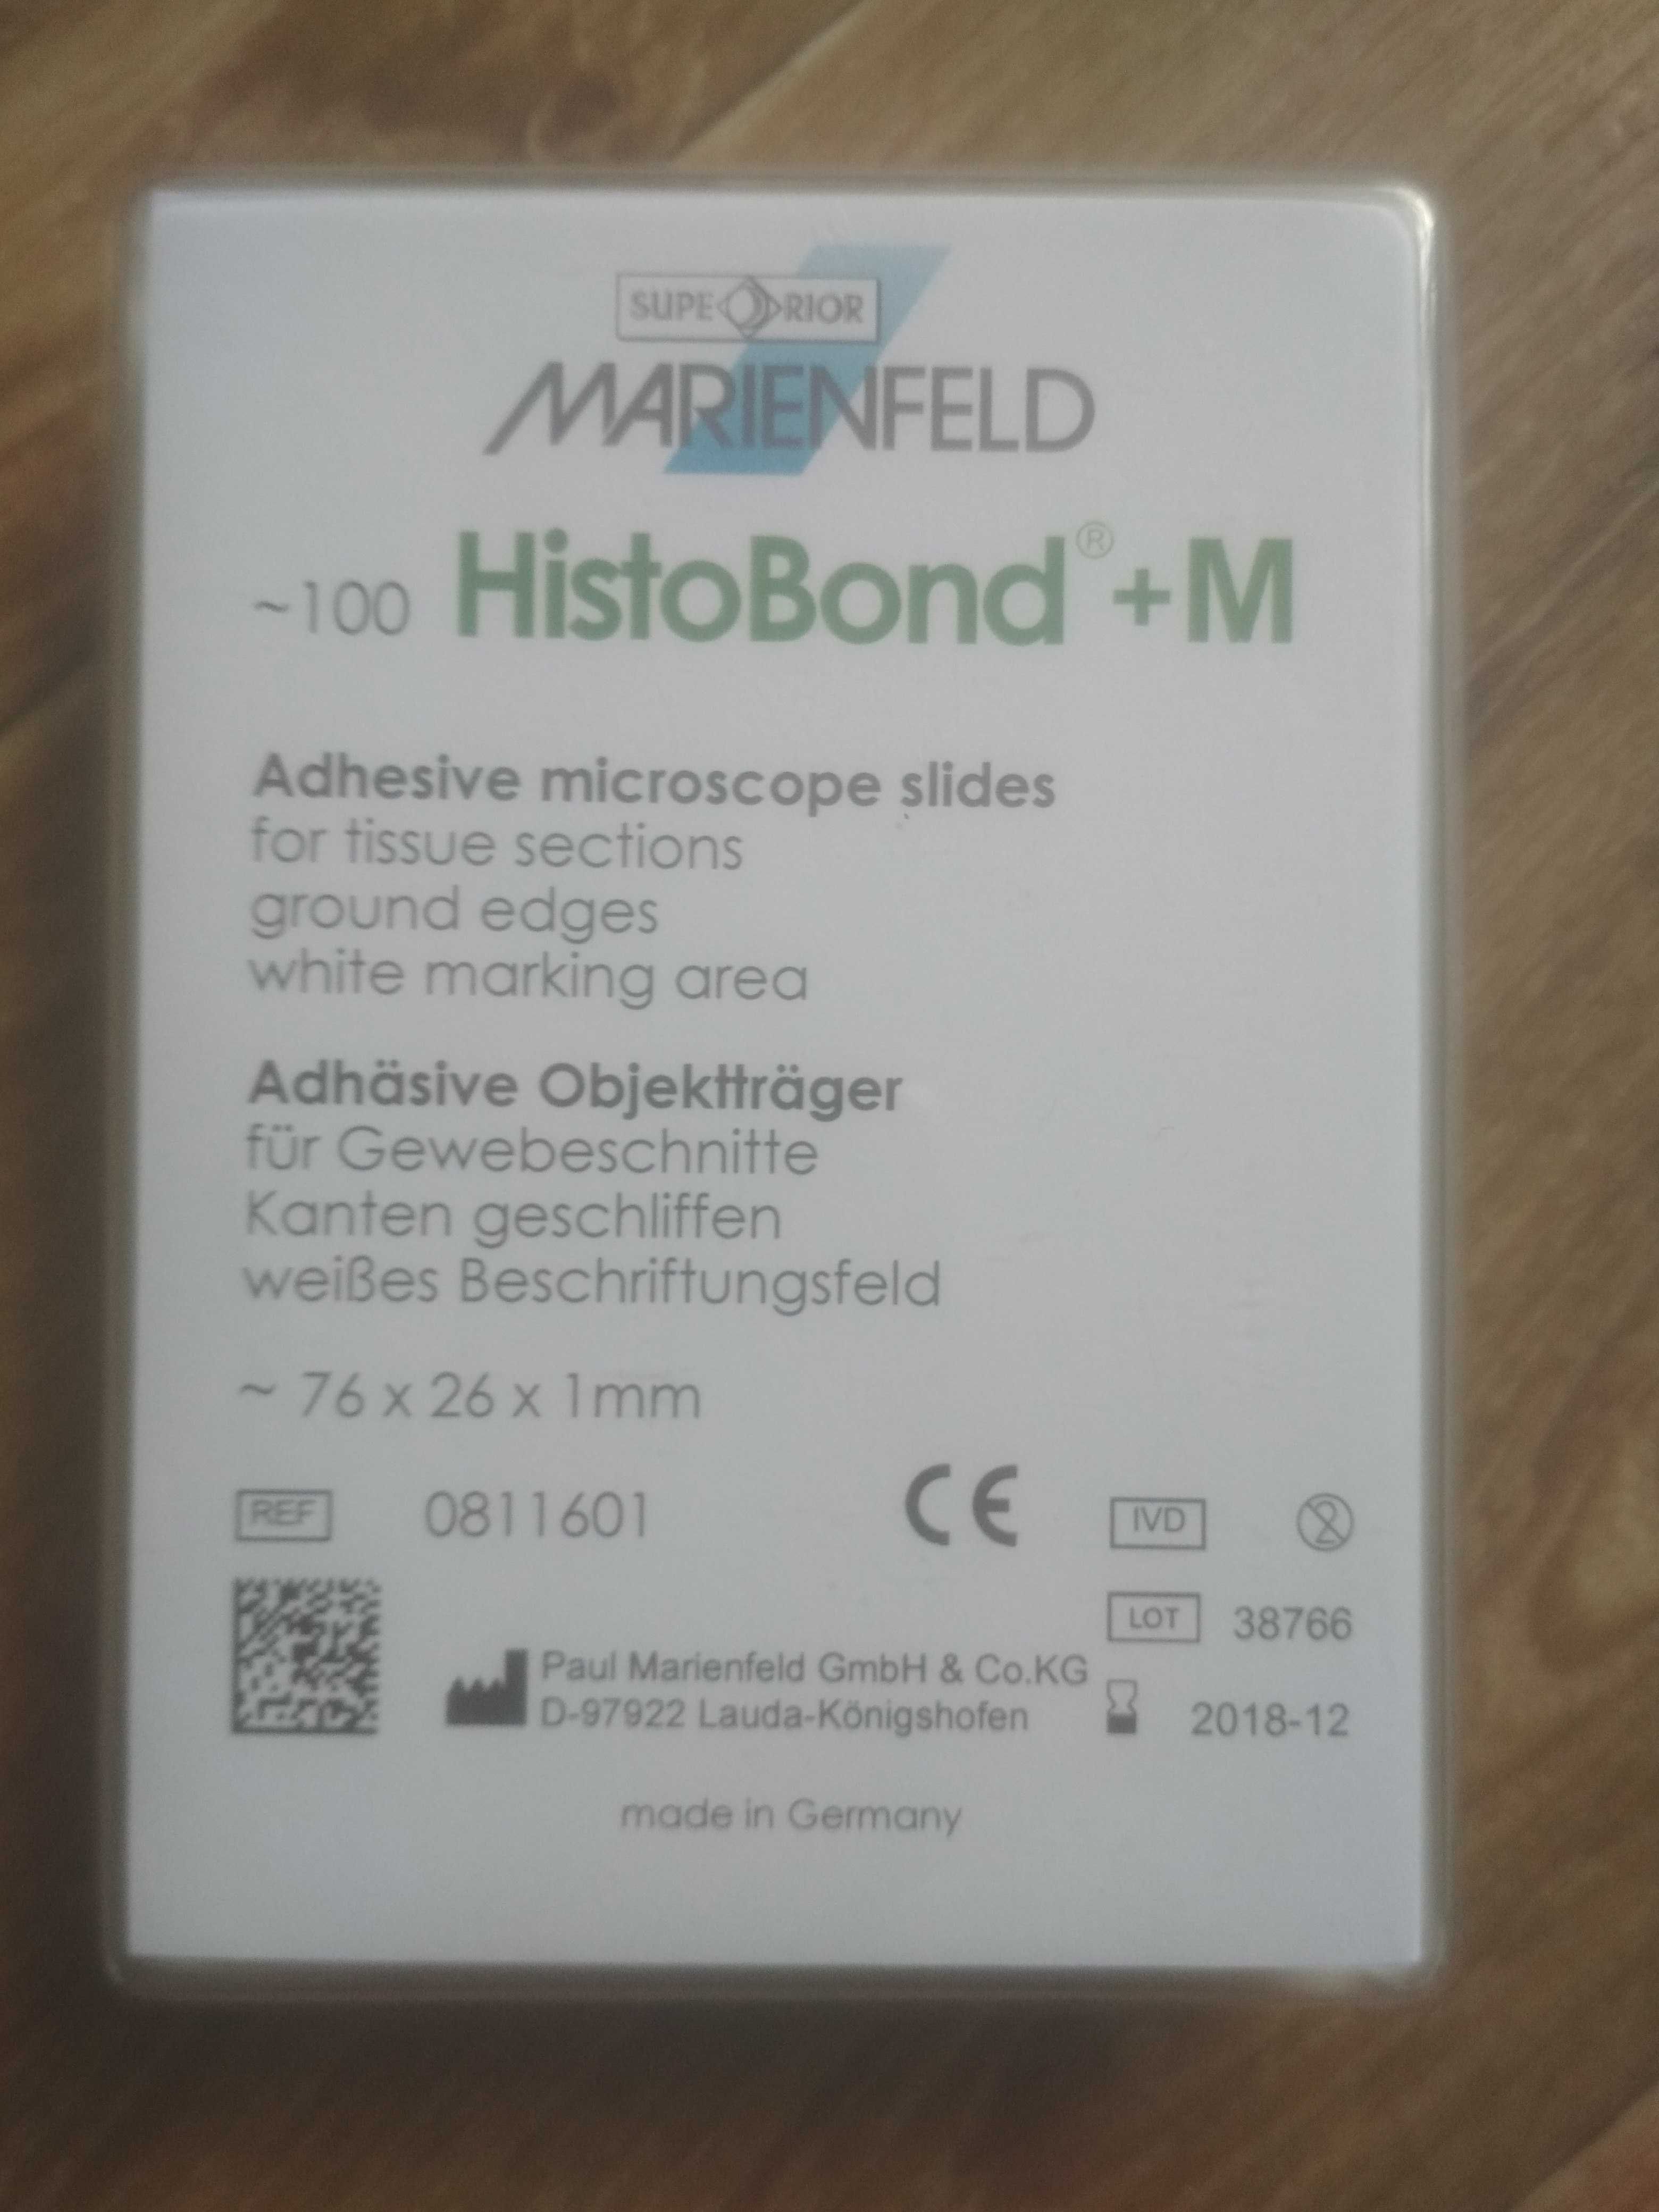 SUPERIOR
MARIENFELD
~100 HistoBond®+M
Adhesive microscope slides
for tissue sections
ground edges
white marking area
Adhäsive Objektträger
für Gewebeschnitte
Kanten geschliffen
weißes Beschriftungsfeld
~ 76 x 26 x 1mm
REF 0811601 CE IVD 2
LOT 38766
Paul Marienfeld GmbH & Co.KG
D-97922 Lauda-Königshofen
2018-12
made in Germany